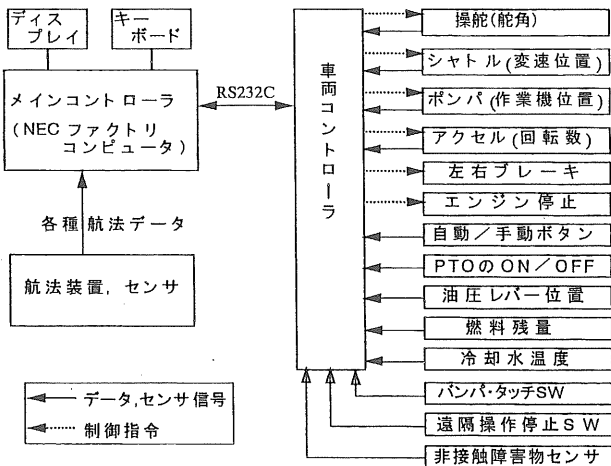 ディス
プレイ
キー
ボード
メインコントローラ
(NECファクトリ
コンピュータ)
RS232C
各種航法データ
航法装置，センサ
データ,センサ信号
制御指令
車両コントローラ
操舵(舵角)
シャトル(変速位置)
ポンパ(作業機位置)
アクセル(回転数)
左右ブレーキ
エンジン停止
自動／手動ボタン
PTOのON／OFF
油圧レバー位置
燃料残量
冷却水温度
バンパ・タッチSW
遠隔操作停止SW
非接触障害物センサ